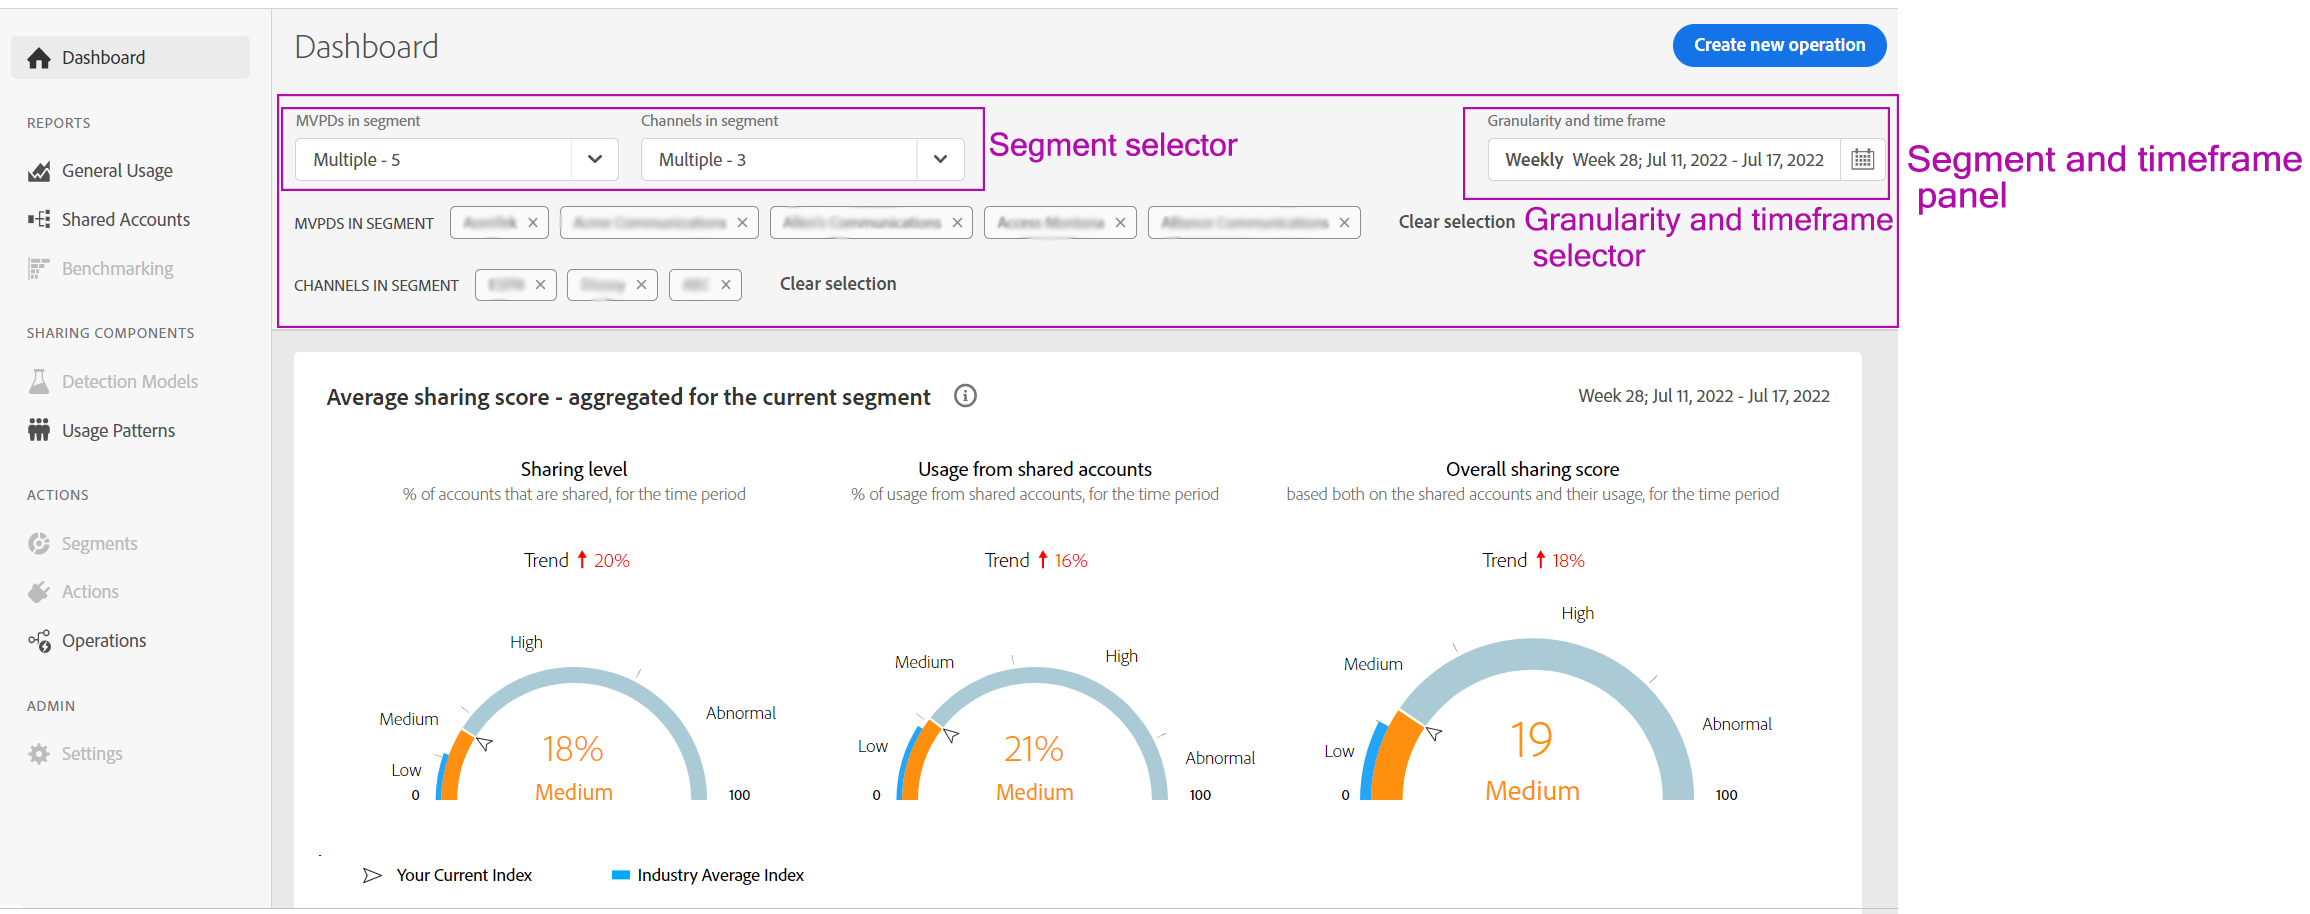 Dashboard
REPORTS
General Usage
Shared Accounts
Benchmarking
SHARING COMPONENTS
Detection Models
Usage Patterns
ACTIONS
Segments
Actions
Operations
ADMIN
Settings
Dashboard
Create new operation
MVPDs in segment
Multiple - 5
Channels in segment
Multiple - 3
Segment selector
Granularity and time frame
Weekly Week 28; Jul 11, 2022 - Jul 17, 2022
Segment and timeframe
panel
MVPDS IN SEGMENT
Clear selection
Granularity and timeframe
selector
CHANNELS IN SEGMENT
Clear selection
Average sharing score - aggregated for the current segment
Week 28; Jul 11, 2022 - Jul 17, 2022
Sharing level
% of accounts that are shared, for the time period
Trend 20%
High
Medium
Abnormal
Low
0
100
18%
Medium
Usage from shared accounts
% of usage from shared accounts, for the time period
Trend 16%
Medium
High
Low
Abnormal
0
100
21%
Medium
Overall sharing score
based both on the shared accounts and their usage, for the time period
Trend 18%
High
Medium
Abnormal
Low
0
100
19
Medium
Your Current Index
Industry Average Index